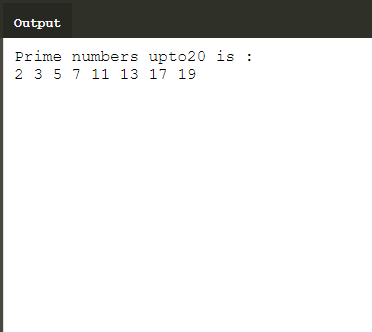 Output
Prime numbers upto20 is :
2 3 5 7 11 13 17 19